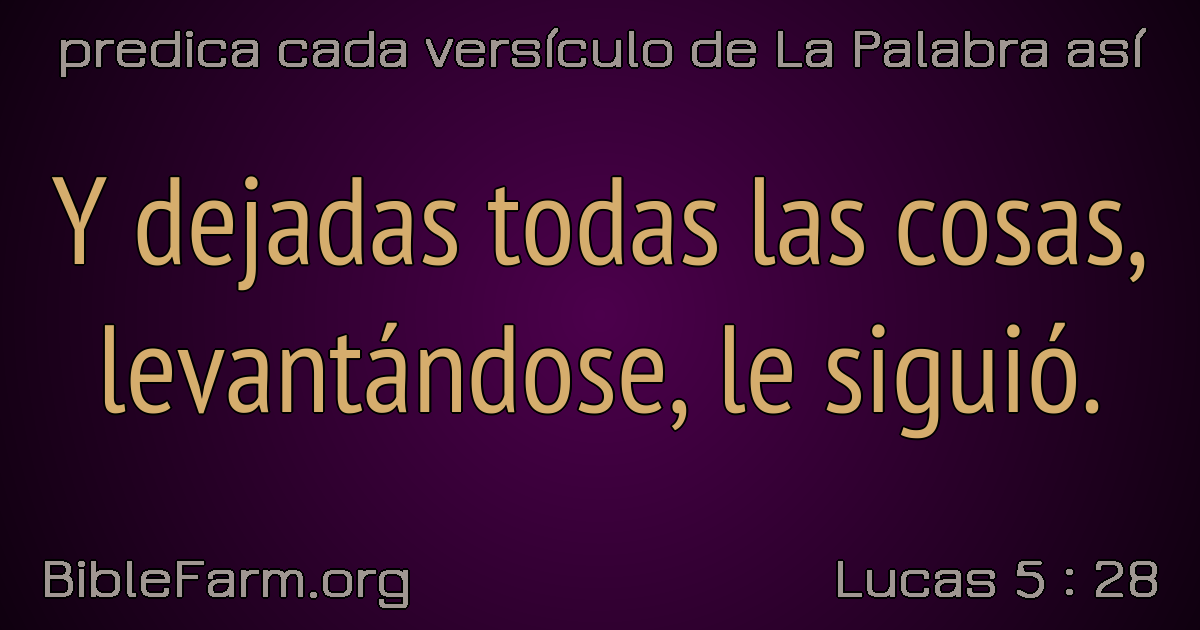 predica cada versículo de La Palabra así
Y dejadas todas las cosas,
levantándose, le siguió.
BibleFarm.org
Lucas 5 : 28